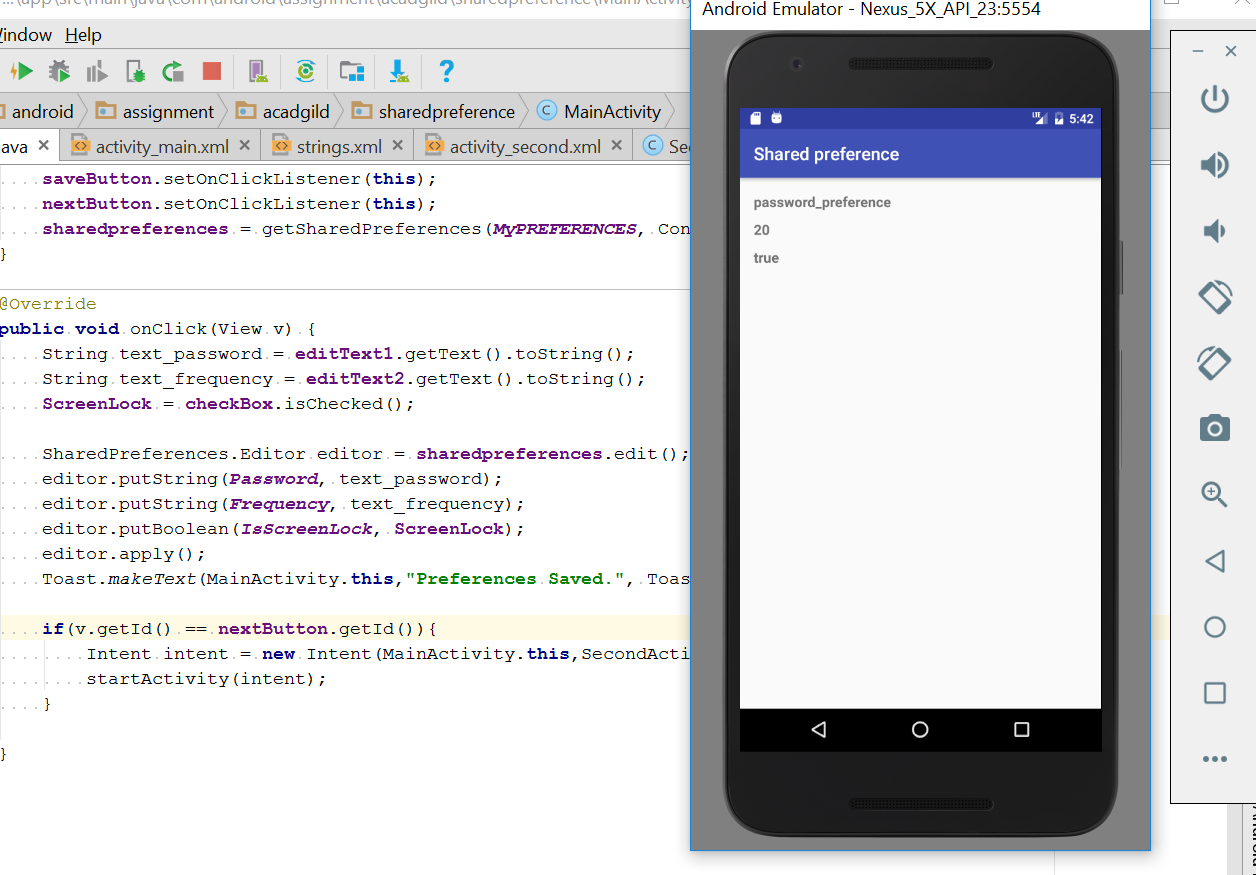 ...\app\src\main\java\com\android\assignment\acadgild\sharedpreference\MainActivity
Android Emulator - Nexus_5X_API_23:5554
Window Help
android
assignment
acadgild
sharedpreference
MainActivity
ava
activity_main.xml
strings.xml
activity_second.xml
Se
saveButton.setOnClickListener(this);
nextButton.setOnClickListener(this);
sharedpreferences = getSharedPreferences(MyPREFERENCES, Con
}
@Override
public void onClick(View v) {
String text_password = editText1.getText().toString();
String text_frequency = editText2.getText().toString();
ScreenLock = checkBox.isChecked();
SharedPreferences.Editor editor = sharedpreferences.edit();
editor.putString(Password, text_password);
editor.putString(Frequency, text_frequency);
editor.putBoolean(IsScreenLock, ScreenLock);
editor.apply();
Toast.makeText(MainActivity.this,"Preferences Saved.", Toas
if(v.getId() == nextButton.getId()){
Intent intent = new Intent(MainActivity.this,SecondActi
startActivity(intent);
}
}
LTE 5:42
Shared preference
password_preference
20
true